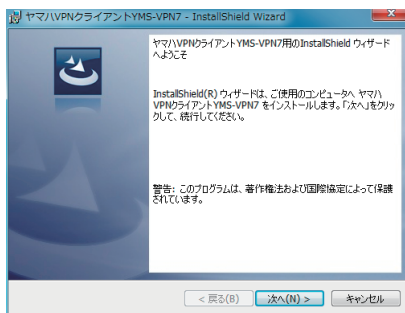 ヤマハVPNクライアントYMS-VPN7 - InstallShield Wizard
ヤマハVPNクライアントYMS-VPN7用のInstallShield ウィザード
へようこそ
InstallShield(R) ウィザードは、ご使用のコンピュータへ ヤマハ
VPNクライアントYMS-VPN7 をインストールします。「次へ」をクリッ
クして、続行してください。
警告: このプログラムは、著作権法および国際協定によって保護
されています。
< 戻る(B)
次へ(N) >
キャンセル